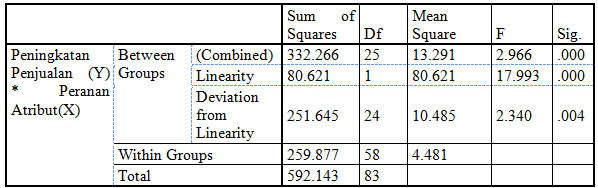 Sum of Squares Df Mean Square F Sig.
Peningkatan Penjualan (Y) * Peranan Atribut(X) Between Groups (Combined) 332.266 25 13.291 2.966 .000
Linearity 80.621 1 80.621 17.993 .000
Deviation from Linearity 251.645 24 10.485 2.340 .004
Within Groups 259.877 58 4.481
Total 592.143 83